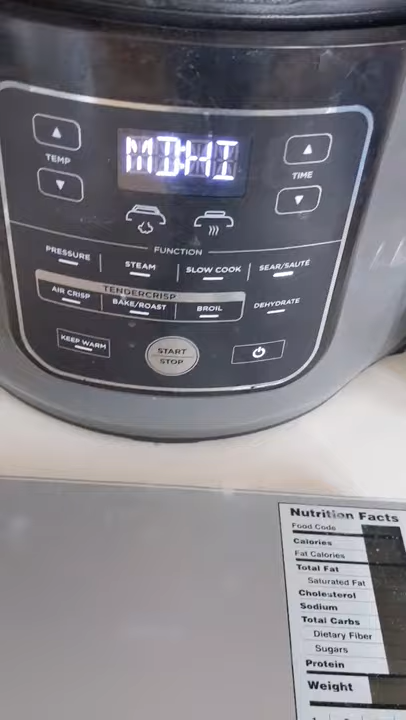 MD:HI
TEMP
TIME
FUNCTION
PRESSURE
STEAM
SLOW COOK
SEAR/SAUTÉ
TENDERCRISP
AIR CRISP
BAKE/ROAST
BROIL
DEHYDRATE
KEEP WARM
START
STOP
Nutrition Facts
Food Code
Calories
Fat Calories
Total Fat
Saturated Fat
Cholesterol
Sodium
Total Carbs
Dietary Fiber
Sugars
Protein
Weight